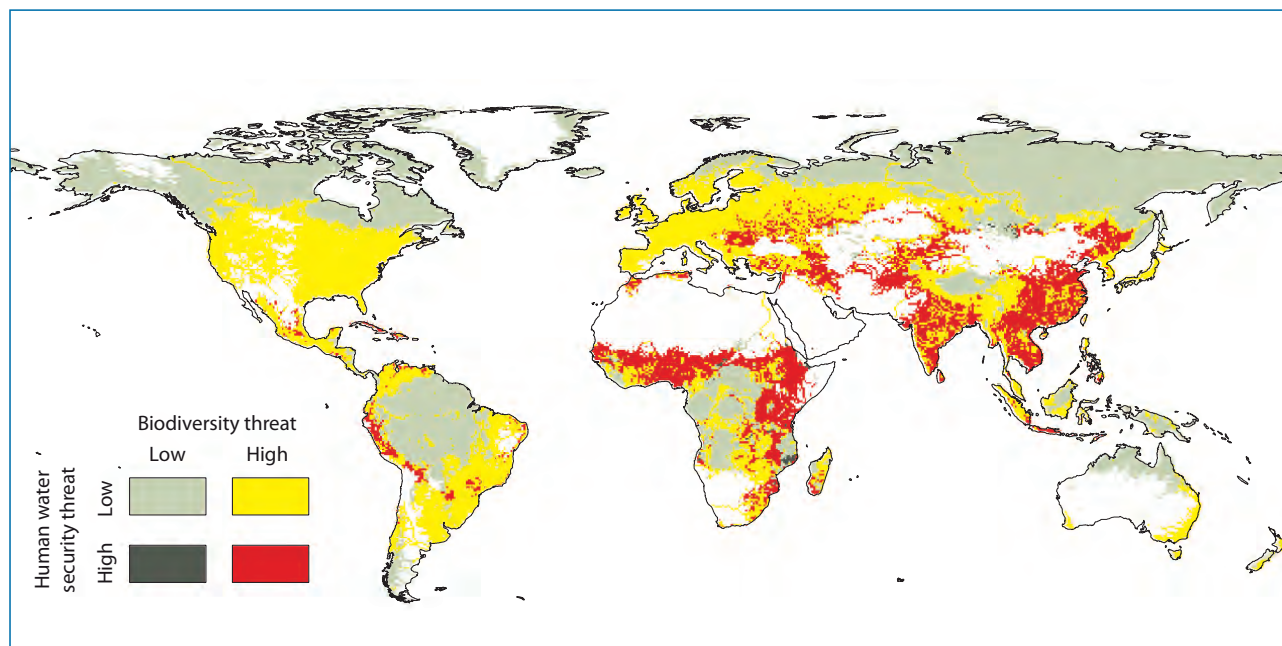 Biodiversity threat
Low High
Human water
security threat
Low
High